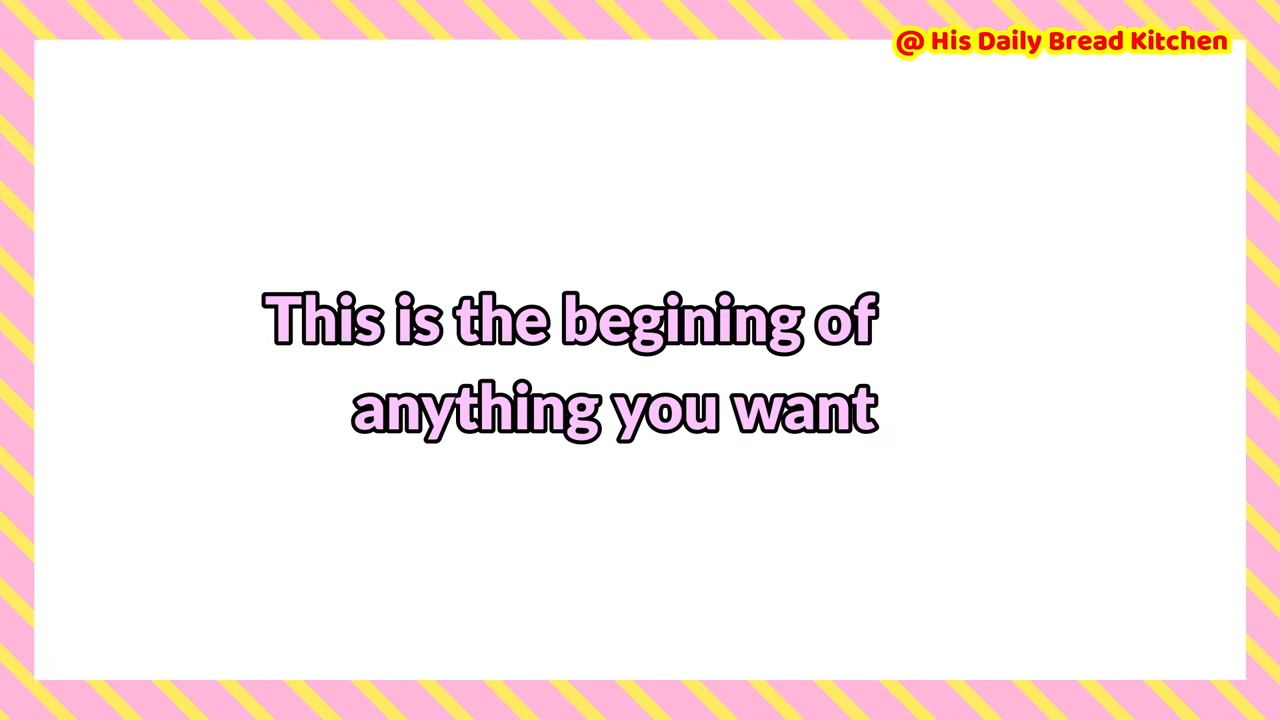 @ His Daily Bread Kitchen
This is the begining of
anything you want